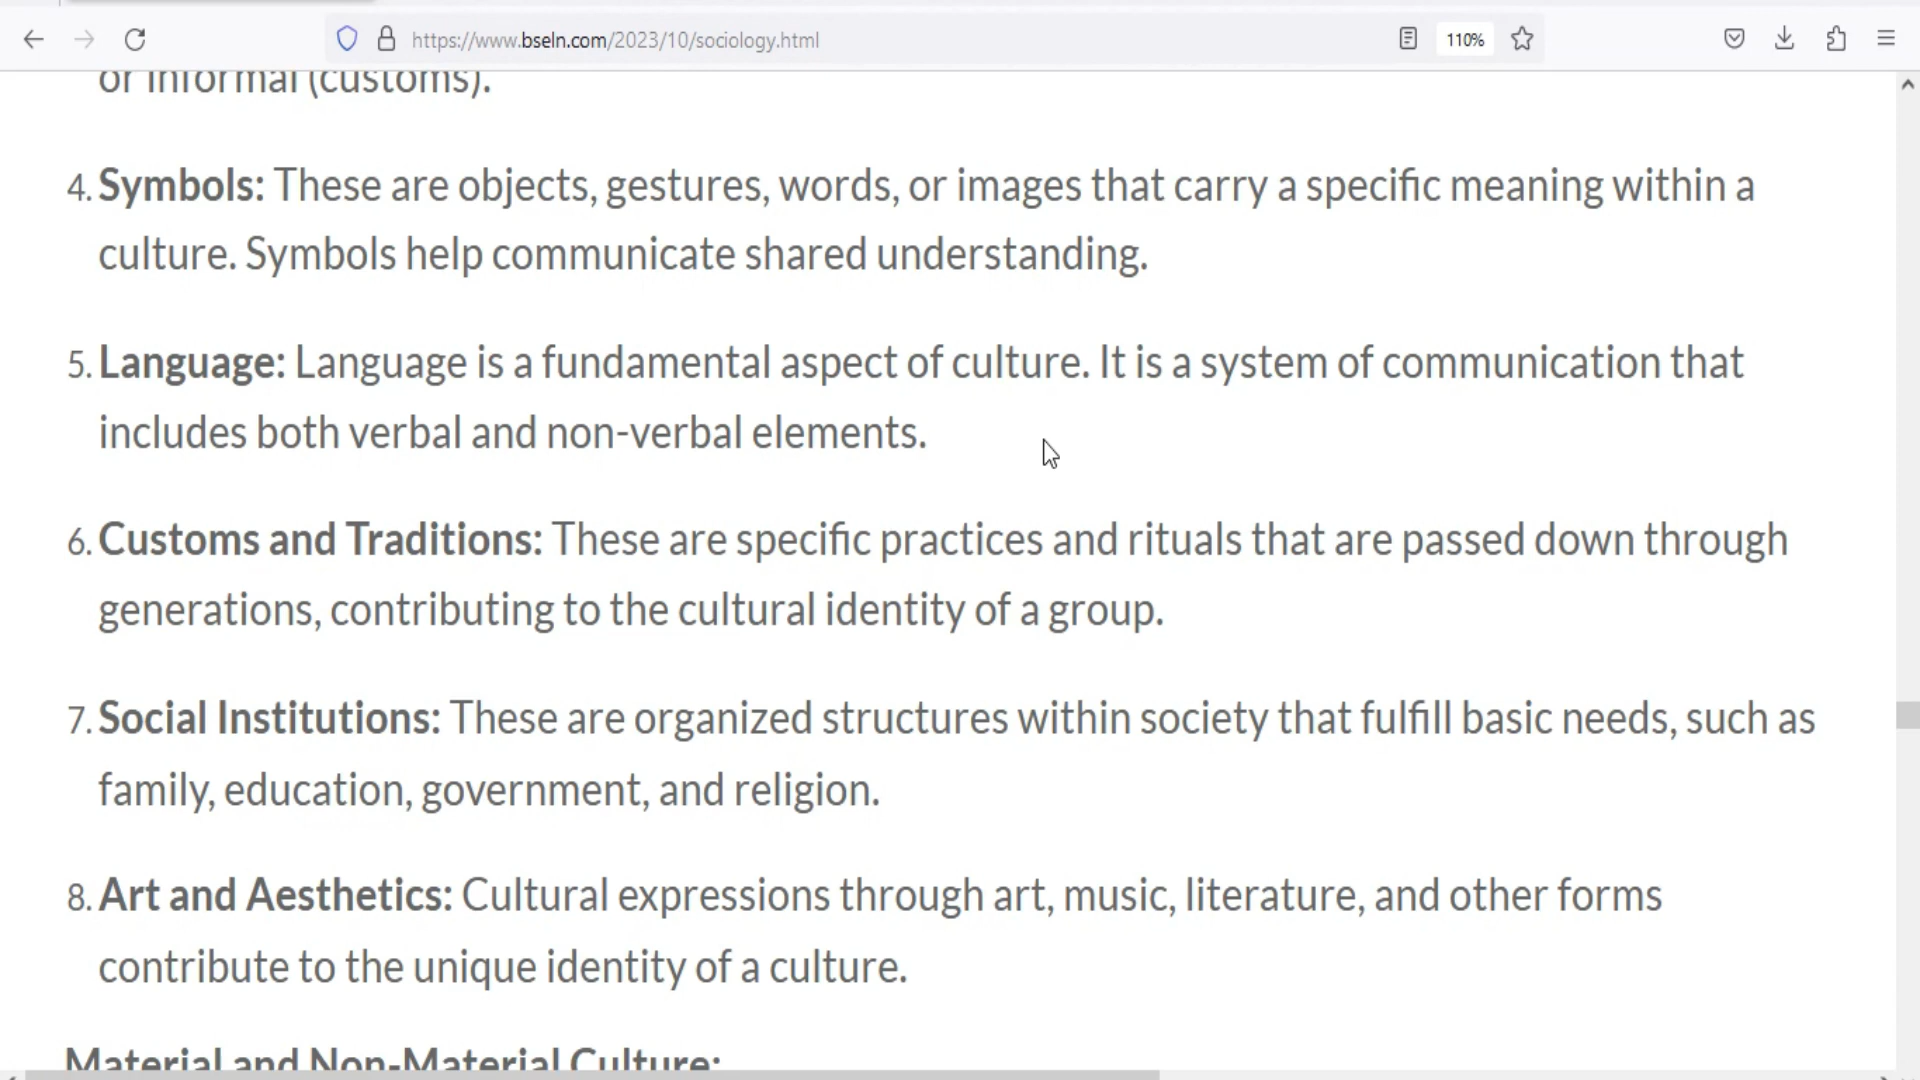 https://www.bseln.com/2023/10/sociology.html
110%
or informal (customs).
4. Symbols: These are objects, gestures, words, or images that carry a specific meaning within a
culture. Symbols help communicate shared understanding.
5. Language: Language is a fundamental aspect of culture. It is a system of communication that
includes both verbal and non-verbal elements.
6. Customs and Traditions: These are specific practices and rituals that are passed down through
generations, contributing to the cultural identity of a group.
7. Social Institutions: These are organized structures within society that fulfill basic needs, such as
family, education, government, and religion.
8. Art and Aesthetics: Cultural expressions through art, music, literature, and other forms
contribute to the unique identity of a culture.
Material and Non-Material Culture: